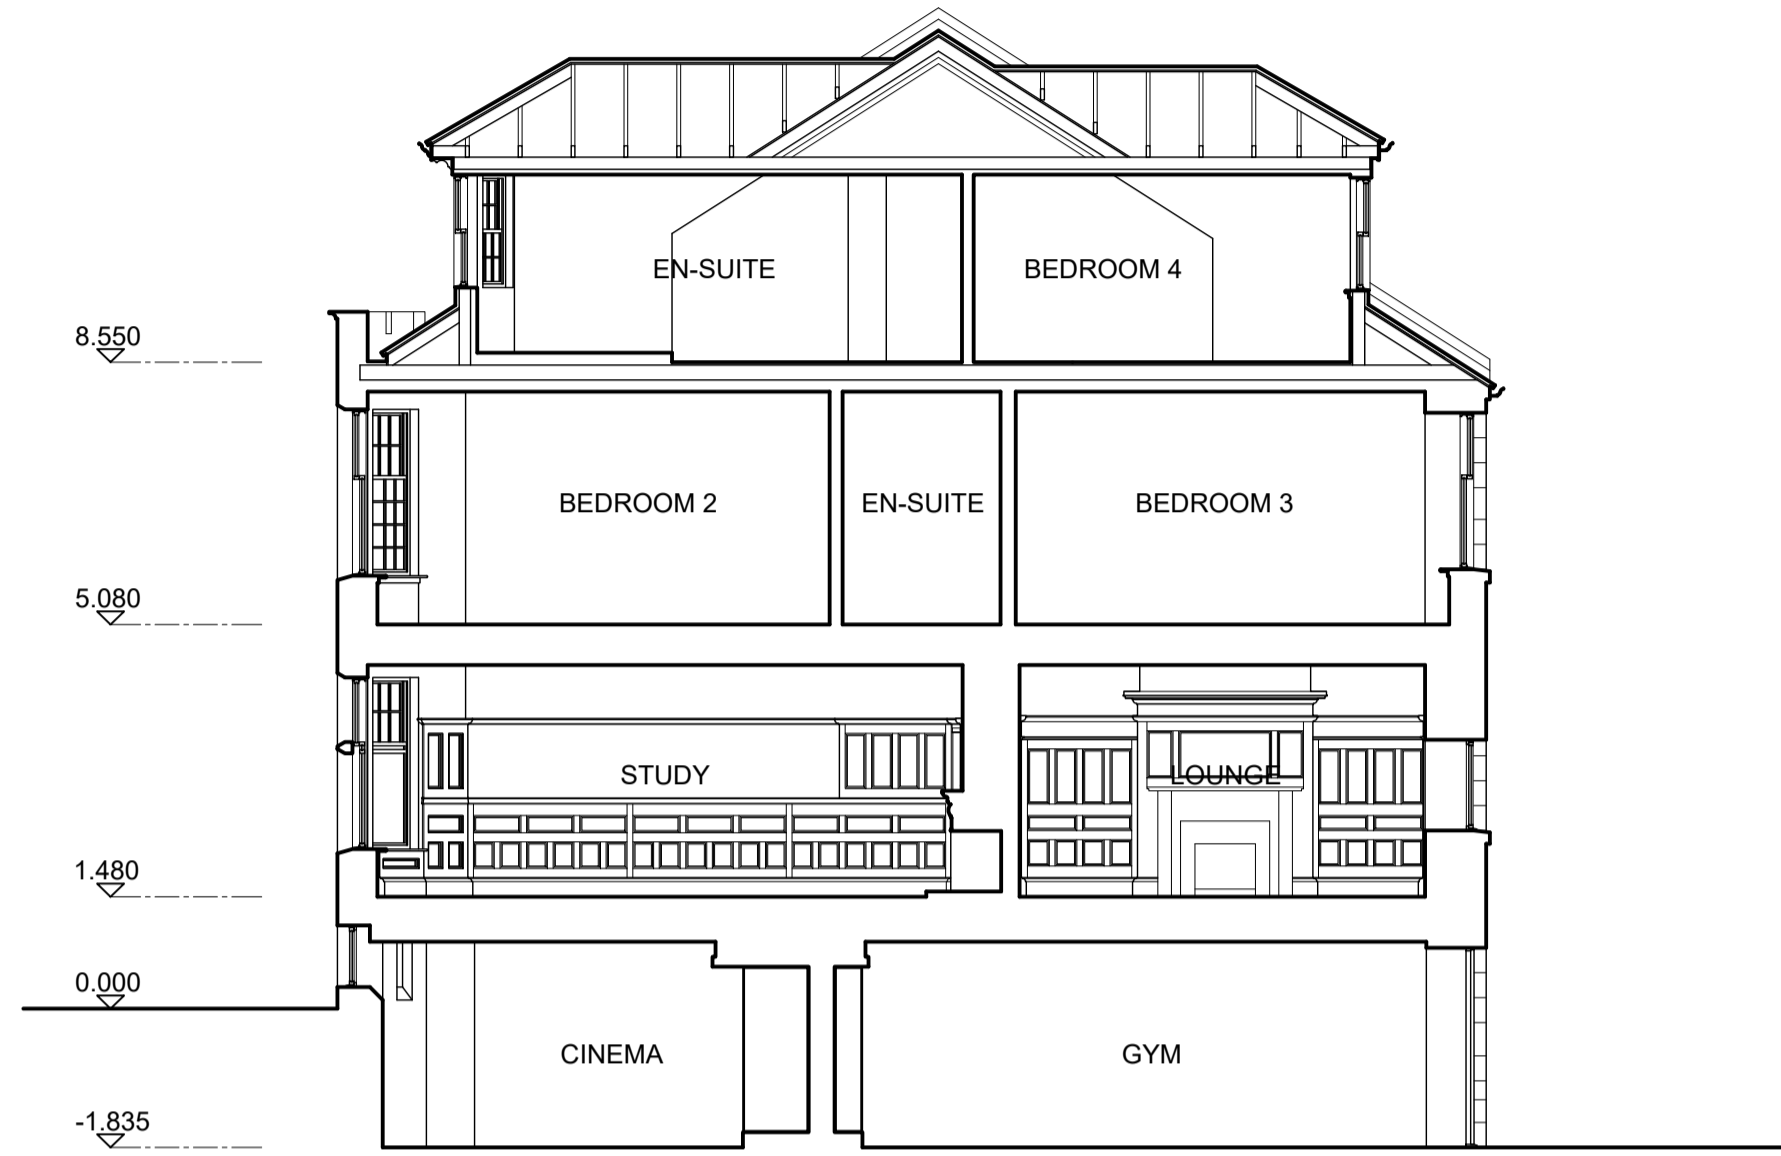 EN-SUITE
BEDROOM 4
8.550
BEDROOM 2
EN-SUITE
BEDROOM 3
5.080
STUDY
LOUNGE
1.480
0.000
CINEMA
GYM
-1.835